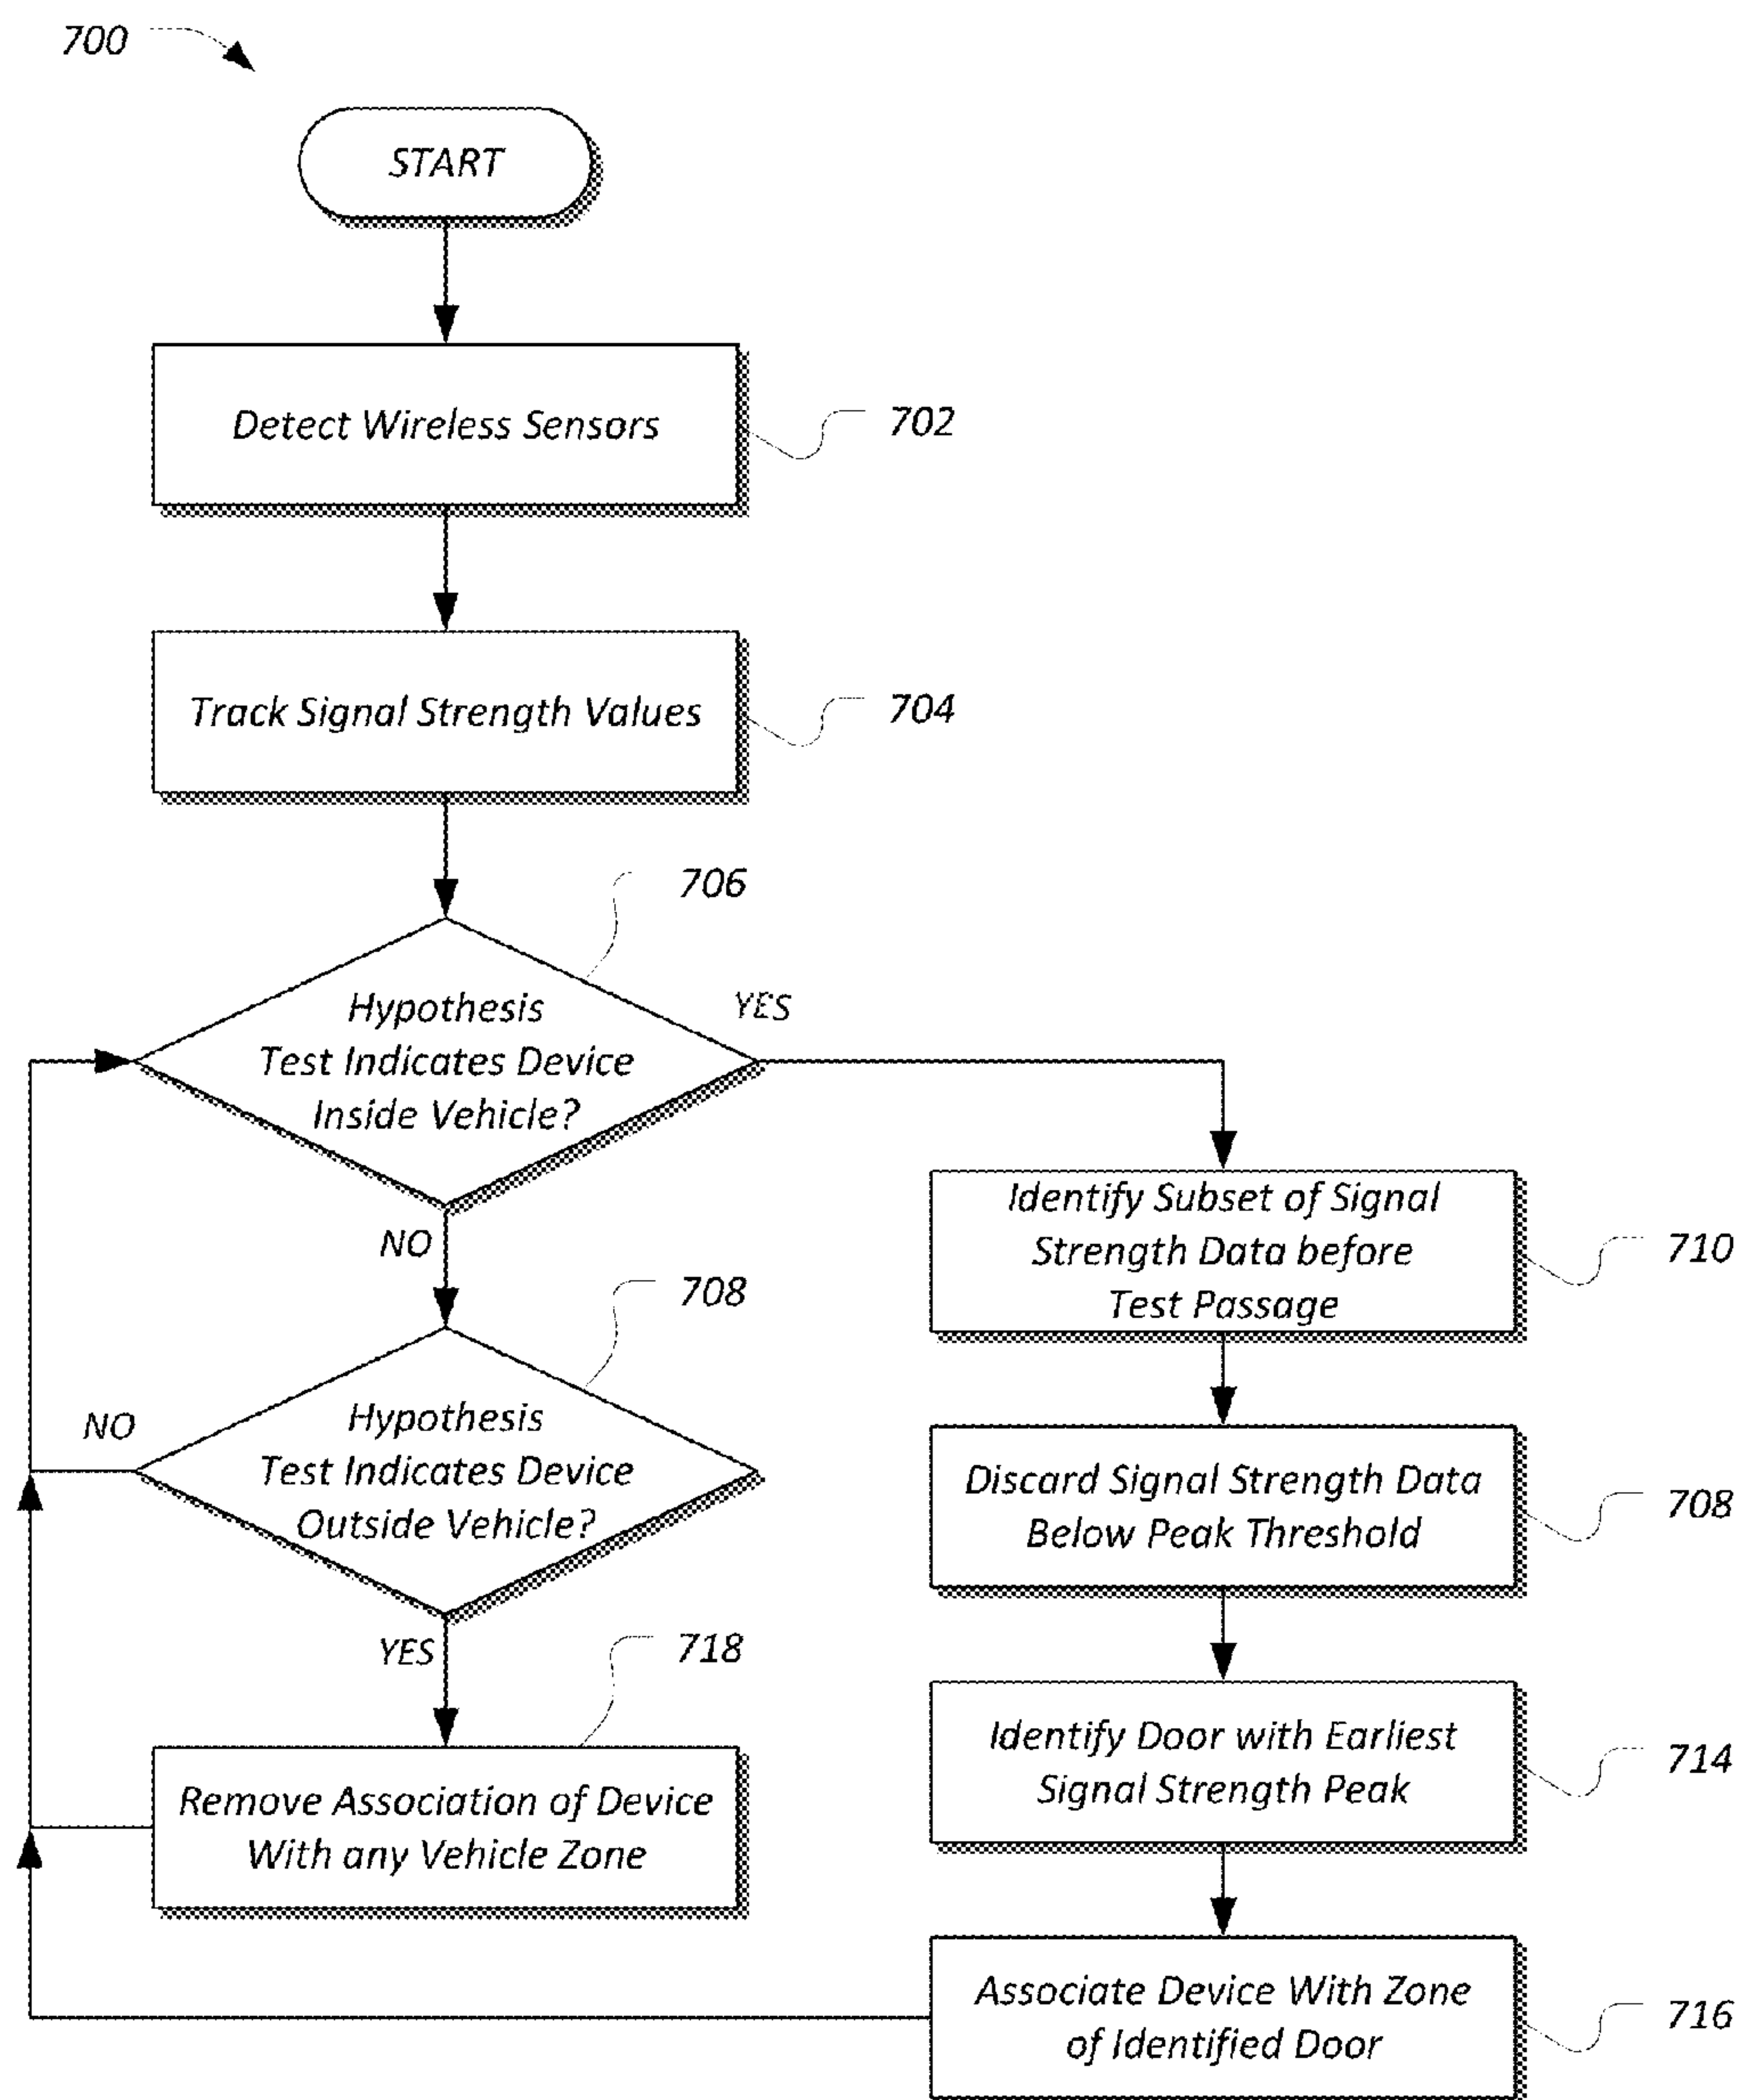 700
START
Detect Wireless Sensors
702
Track Signal Strength Values
704
706
Hypothesis
Test Indicates Device
Inside Vehicle?
YES
NO
708
Hypothesis
Test Indicates Device
Outside Vehicle?
NO
YES
718
Remove Association of Device
With any Vehicle Zone
Identify Subset of Signal
Strength Data before
Test Passage
710
Discard Signal Strength Data
Below Peak Threshold
708
Identify Door with Earliest
Signal Strength Peak
714
Associate Device With Zone
of Identified Door
716